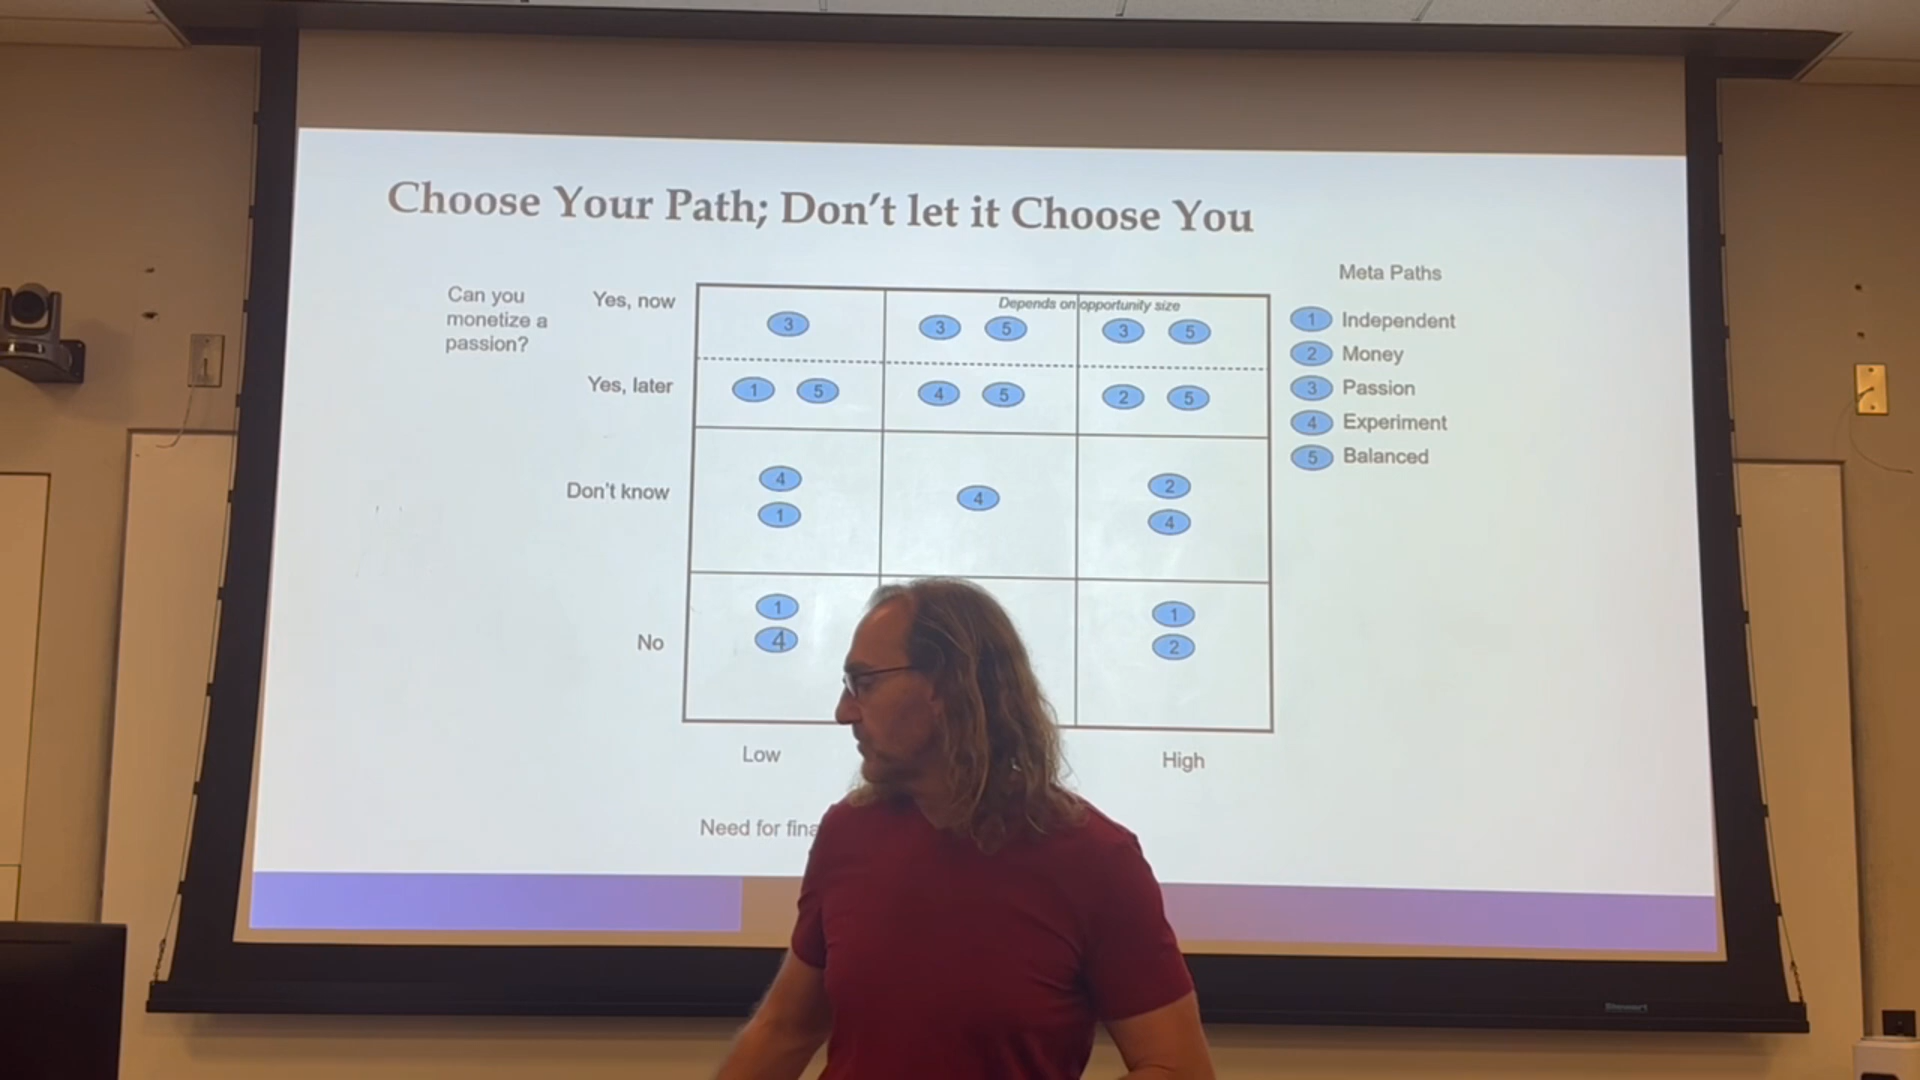 Choose Your Path; Don't let it Choose You
Can you
monetize a
passion?
Yes, now
Yes, later
Don't know
No
Depends on opportunity size
3
3 5
3 5
1 5
4 5
2 5
4
1
4
2
4
1
4
1
2
Low
High
Need for
Meta Paths
1 Independent
2 Money
3 Passion
4 Experiment
5 Balanced
Stewart